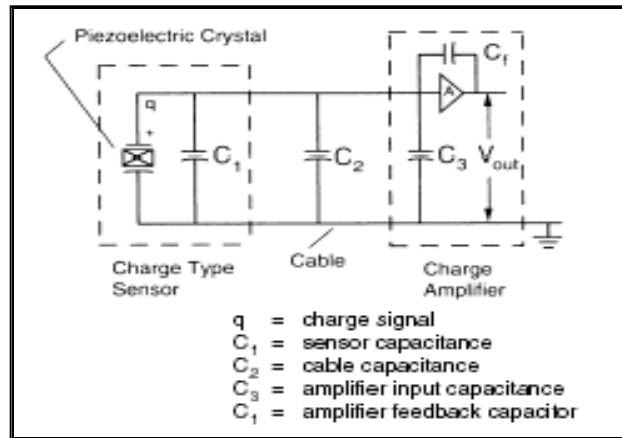 Piezoelectric Crystal
q
+
C1
C2
C3
Cf
A
Vout
Cable
Charge Type
Sensor
Charge
Amplifier
q = charge signal
C1 = sensor capacitance
C2 = cable capacitance
C3 = amplifier input capacitance
Cf = amplifier feedback capacitor